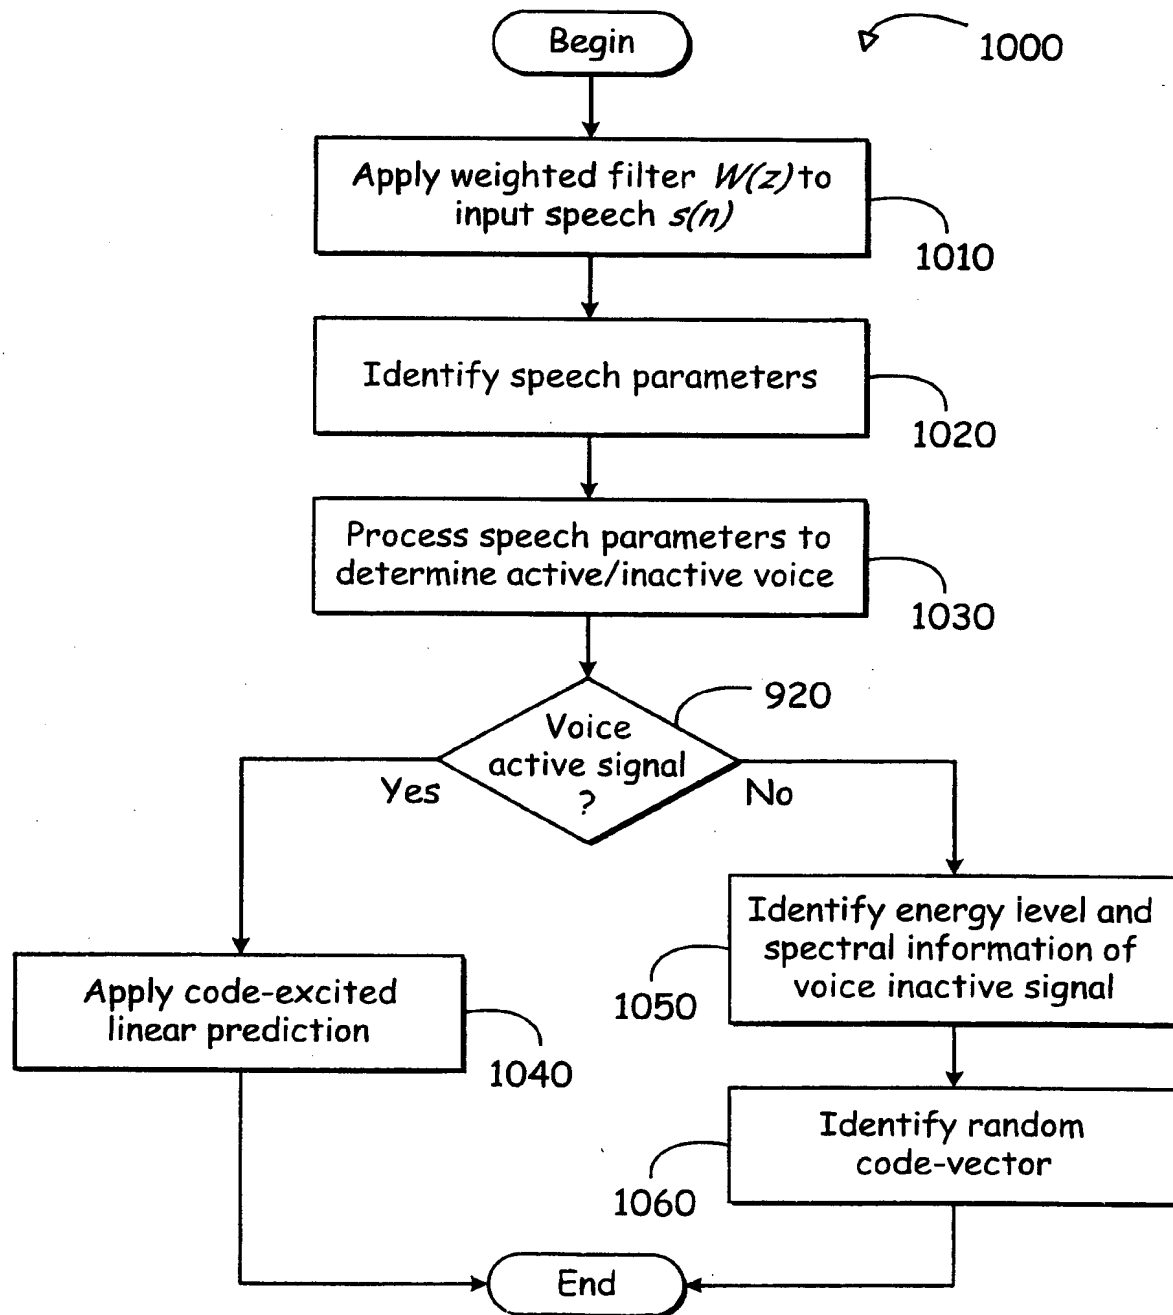 Begin
1000
Apply weighted filter W(z) to
input speech s(n)
1010
Identify speech parameters
1020
Process speech parameters to
determine active/inactive voice
1030
920
Voice
active signal
?
Yes
No
Identify energy level and
spectral information of
voice inactive signal
1050
Apply code-excited
linear prediction
1040
Identify random
code-vector
1060
End